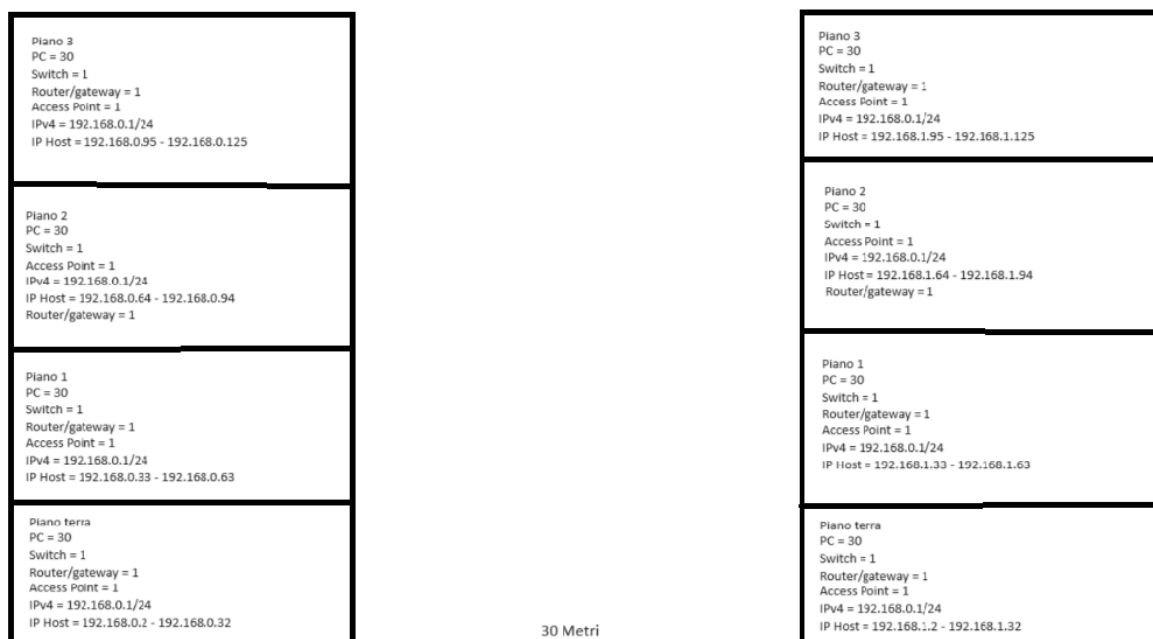 Piano 3
PC = 30
Switch = 1
Router/gateway = 1
Access Point = 1
IPv4 = 192.168.0.1/24
IP Host = 192.168.0.95 - 192.168.0.125
Piano 2
PC = 30
Switch = 1
Access Point = 1
IPv4 = 192.168.0.1/24
IP Host = 192.168.0.64 - 192.168.0.94
Router/gateway = 1
Piano 1
PC = 30
Switch = 1
Router/gateway = 1
Access Point = 1
IPv4 = 192.168.0.1/24
IP Host = 192.168.0.33 - 192.168.0.63
Piano terra
PC = 30
Switch = 1
Router/gateway = 1
Access Point = 1
IPv4 = 192.168.0.1/24
IP Host = 192.168.0.2 - 192.168.0.32
30 Metri
Piano 3
PC = 30
Switch = 1
Router/gateway = 1
Access Point = 1
IPv4 = 192.168.0.1/24
IP Host = 192.168.1.95 - 192.168.1.125
Piano 2
PC = 30
Switch = 1
Access Point = 1
IPv4 = 192.168.0.1/24
IP Host = 192.168.1.64 - 192.168.1.94
Router/gateway = 1
Piano 1
PC = 30
Switch = 1
Router/gateway = 1
Access Point = 1
IPv4 = 192.168.0.1/24
IP Host = 192.168.1.33 - 192.168.1.63
Piano terra
PC = 30
Switch = 1
Router/gateway = 1
Access Point = 1
IPv4 = 192.168.0.1/24
IP Host = 192.168.1.2 - 192.168.1.32